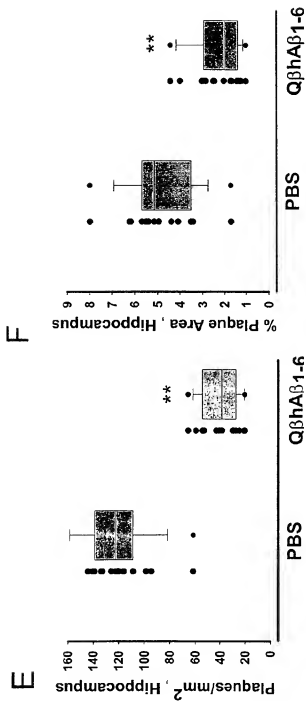 E
Plaques/mm², Hippocampus
160
140
120
100
80
60
40
20
0
**
PBS
QβhAβ1-6
F
% Plaque Area , Hippocampus
9
8
7
6
5
4
3
2
1
0
**
PBS
QβhAβ1-6